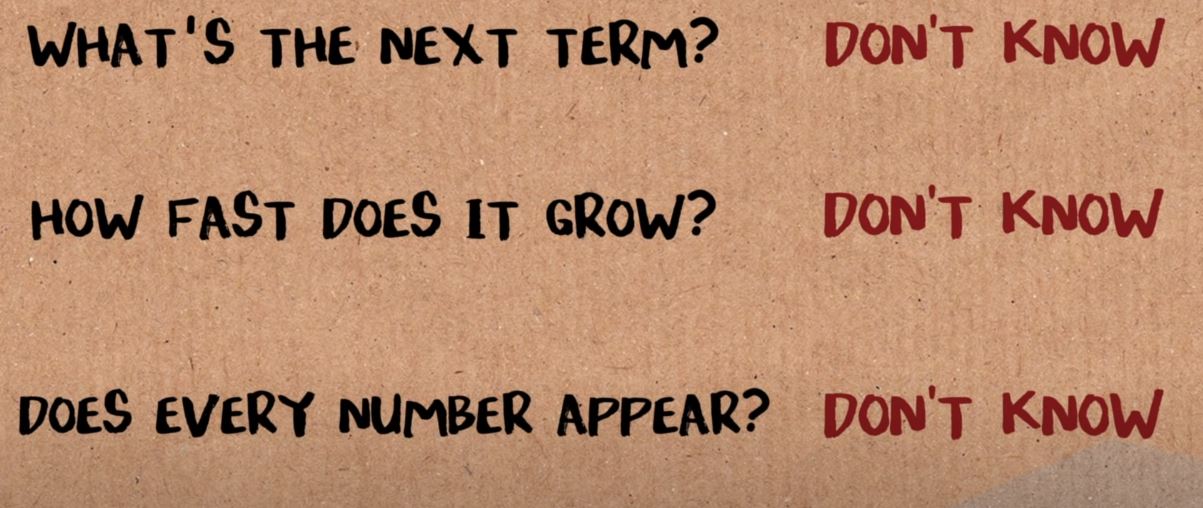 WHAT'S THE NEXT TERM? DON'T KNOW
HOW FAST DOES IT GROW? DON'T KNOW
DOES EVERY NUMBER APPEAR? DON'T KNOW